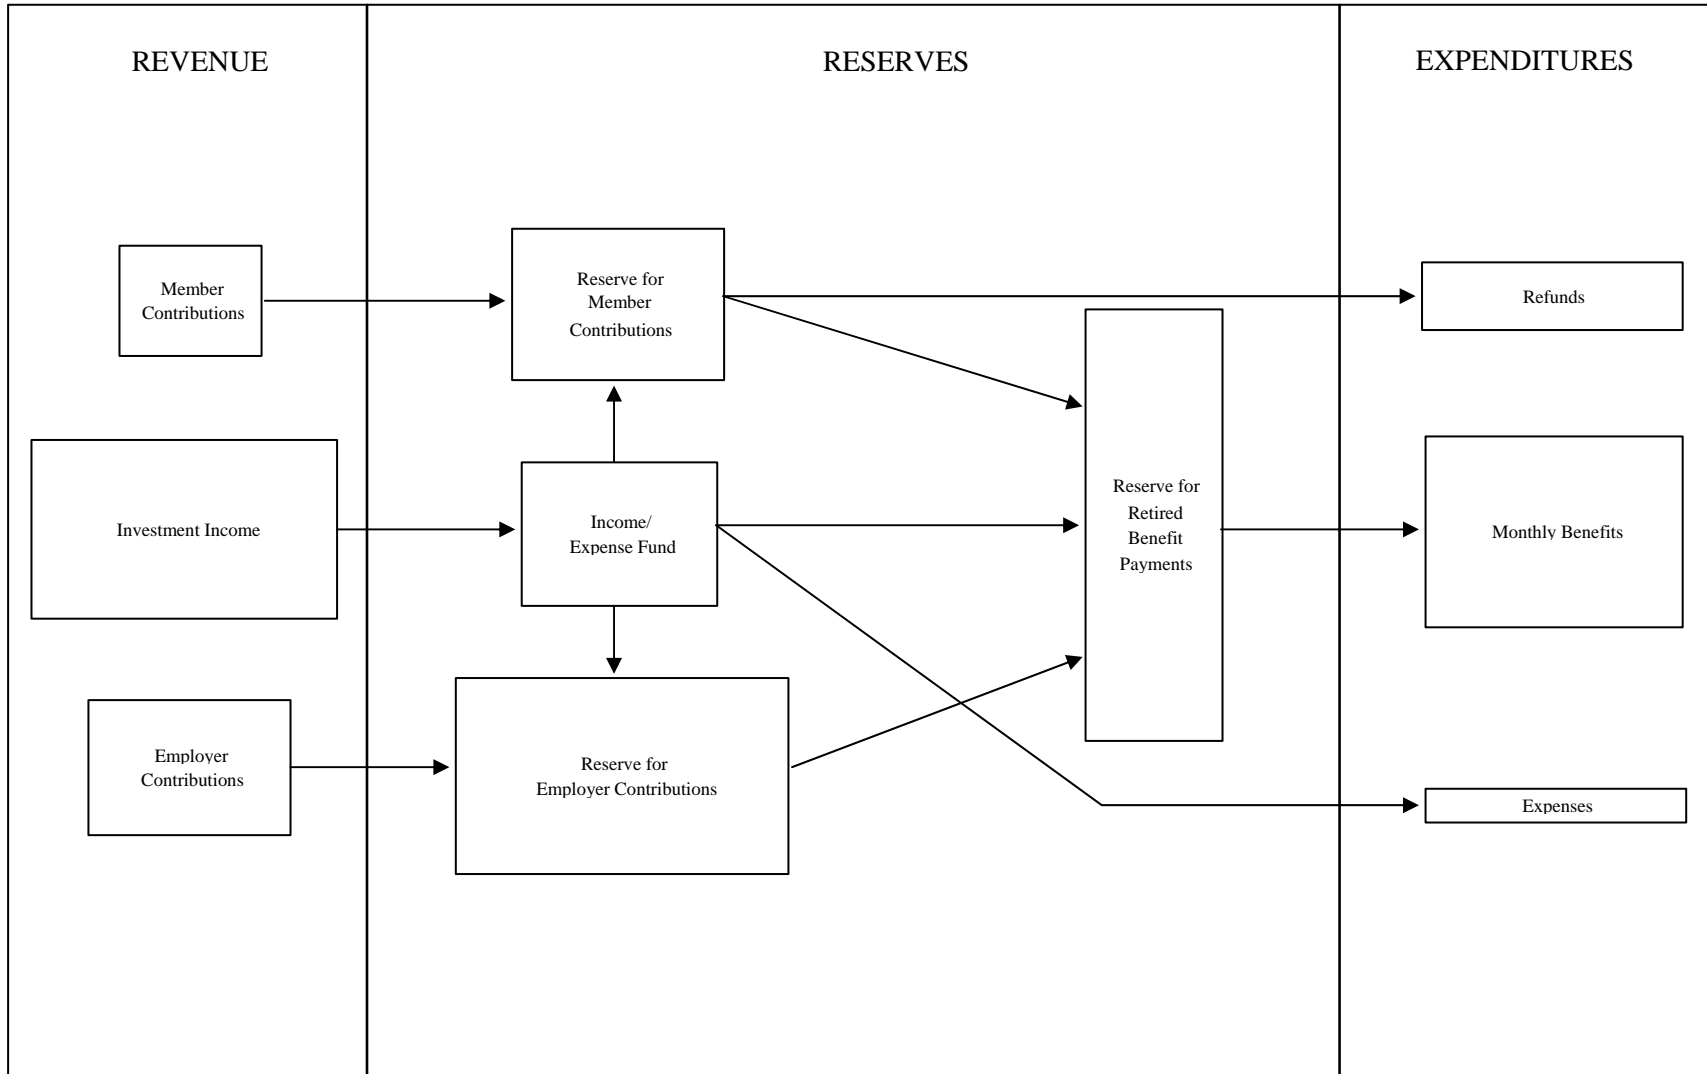 REVENUE
RESERVES
EXPENDITURES
Member
Contributions
Reserve for
Member
Contributions
Refunds
Investment Income
Income/
Expense Fund
Reserve for
Retired
Benefit
Payments
Monthly Benefits
Employer
Contributions
Reserve for
Employer Contributions
Expenses